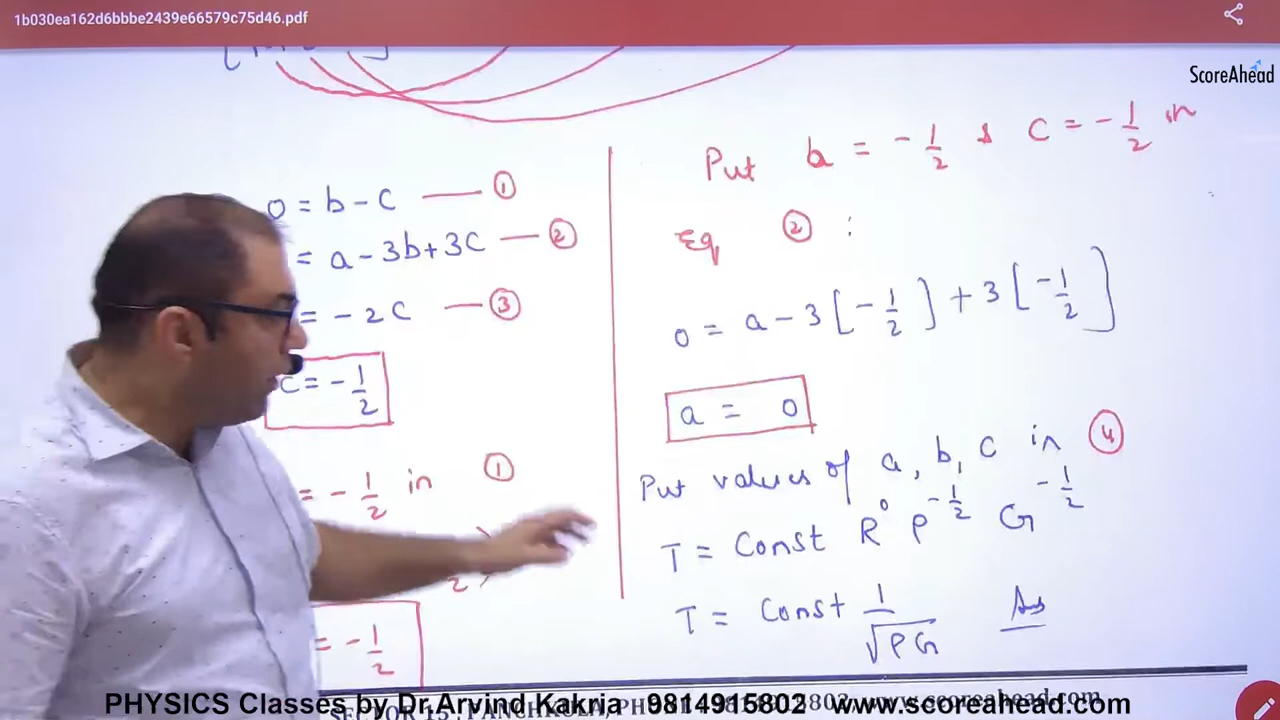 1b030ea162d6bbbe2439e66579c75d46.pdf
ScoreAhead
0 = b - c — ①
= a - 3b + 3c — ②
= - 2c — ③
c = - 1/2
= - 1/2 in ①
2
= - 1/2
Put b = - 1/2 & c = - 1/2 in
Eq ② :
0 = a - 3 [ - 1/2 ] + 3 [ - 1/2 ]
a = 0
Put values of a, b, c in ④
T = Const R⁰ ρ^-1/2 G^-1/2
T = Const 1/√ρG Ans
PHYSICS Classes by Dr.Arvind Kakria 9814915802 www.scoreahead.com